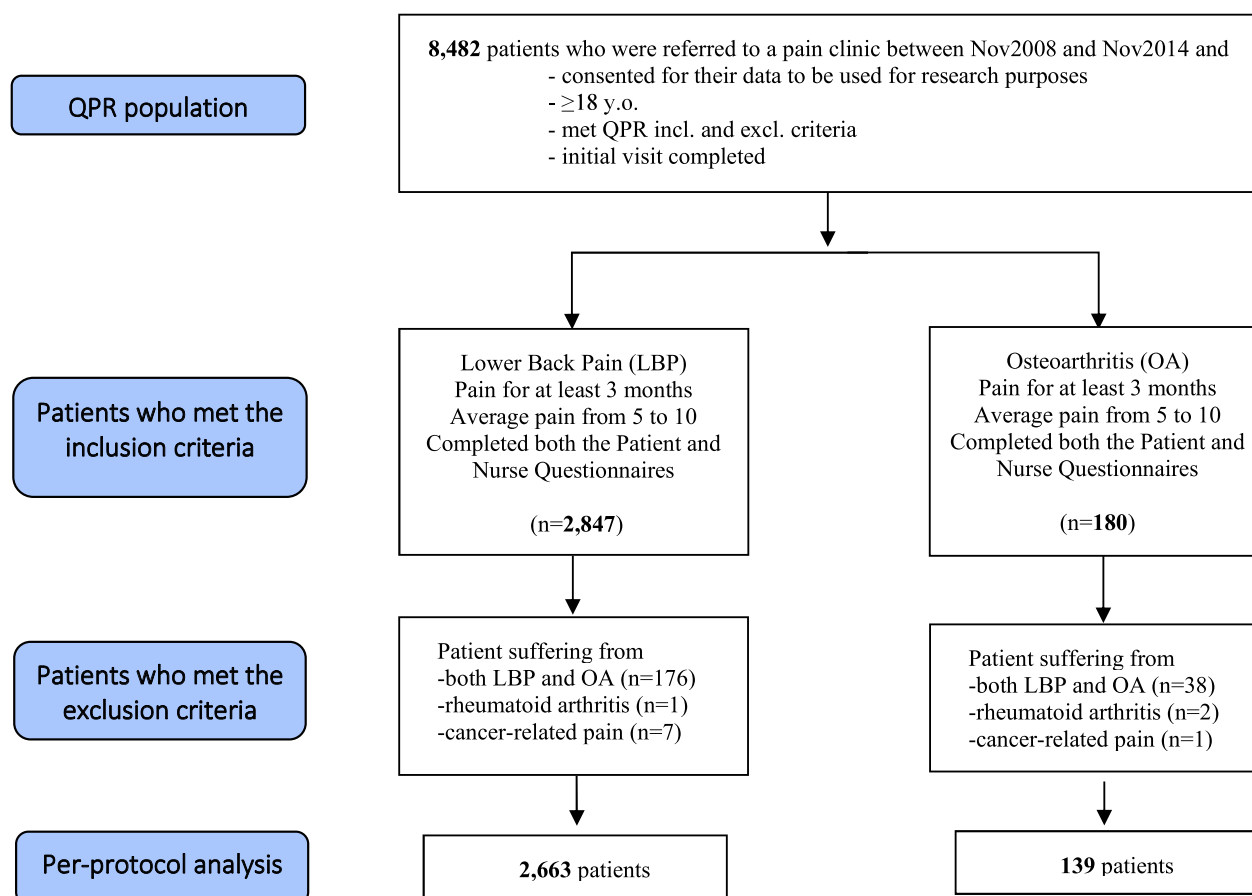 QPR population
8,482 patients who were referred to a pain clinic between Nov2008 and Nov2014 and
- consented for their data to be used for research purposes
- ≥18 y.o.
- met QPR incl. and excl. criteria
- initial visit completed
Patients who met the
inclusion criteria
Lower Back Pain (LBP)
Pain for at least 3 months
Average pain from 5 to 10
Completed both the Patient and
Nurse Questionnaires
(n=2,847)
Osteoarthritis (OA)
Pain for at least 3 months
Average pain from 5 to 10
Completed both the Patient and
Nurse Questionnaires
(n=180)
Patients who met the
exclusion criteria
Patient suffering from
-both LBP and OA (n=176)
-rheumatoid arthritis (n=1)
-cancer-related pain (n=7)
Patient suffering from
-both LBP and OA (n=38)
-rheumatoid arthritis (n=2)
-cancer-related pain (n=1)
Per-protocol analysis
2,663 patients
139 patients